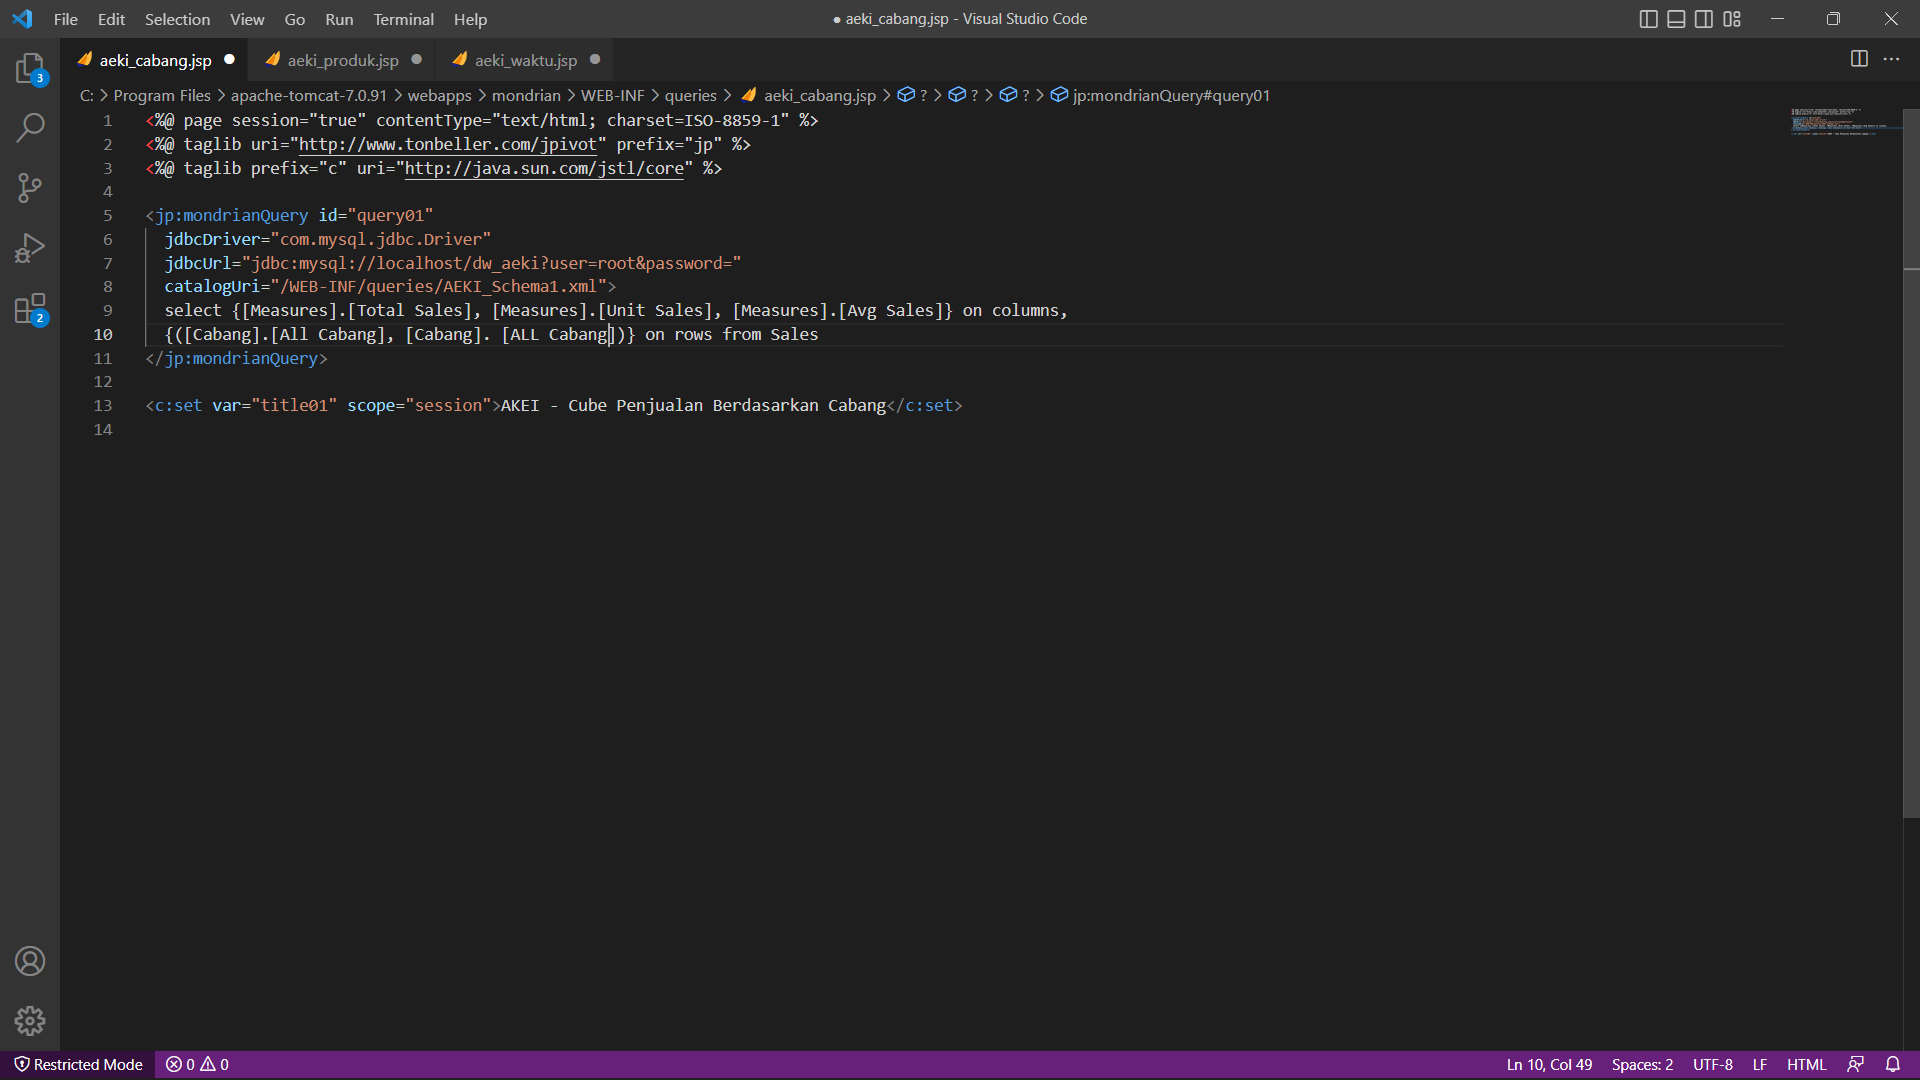 File Edit Selection View Go Run Terminal Help
● aeki_cabang.jsp - Visual Studio Code
aeki_cabang.jsp ● aeki_produk.jsp ● aeki_waktu.jsp ●
C: > Program Files > apache-tomcat-7.0.91 > webapps > mondrian > WEB-INF > queries > aeki_cabang.jsp > ? > ? > ? > jp:mondrianQuery#query01
1 <%@ page session="true" contentType="text/html; charset=ISO-8859-1" %>
2 <%@ taglib uri="http://www.tonbeller.com/jpivot" prefix="jp" %>
3 <%@ taglib prefix="c" uri="http://java.sun.com/jstl/core" %>
4
5 <jp:mondrianQuery id="query01"
6 jdbcDriver="com.mysql.jdbc.Driver"
7 jdbcUrl="jdbc:mysql://localhost/dw_aeki?user=root&password="
8 catalogUri="/WEB-INF/queries/AEKI_Schema1.xml">
9 select {[Measures].[Total Sales], [Measures].[Unit Sales], [Measures].[Avg Sales]} on columns,
10 {([Cabang].[All Cabang], [Cabang]. [ALL Cabang])} on rows from Sales
11 </jp:mondrianQuery>
12
13 <c:set var="title01" scope="session">AKEI - Cube Penjualan Berdasarkan Cabang</c:set>
14
3
2
Restricted Mode 0 0
Ln 10, Col 49 Spaces: 2 UTF-8 LF HTML